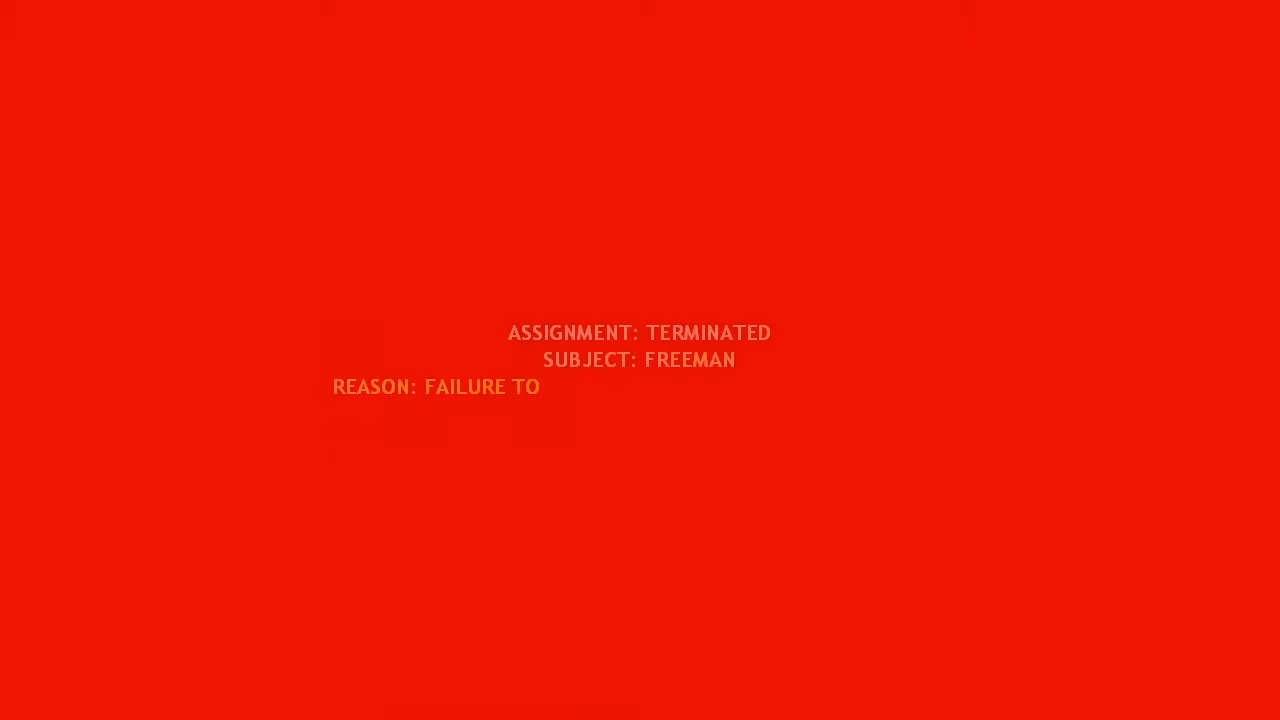 ASSIGNMENT: TERMINATED
SUBJECT: FREEMAN
REASON: FAILURE TO